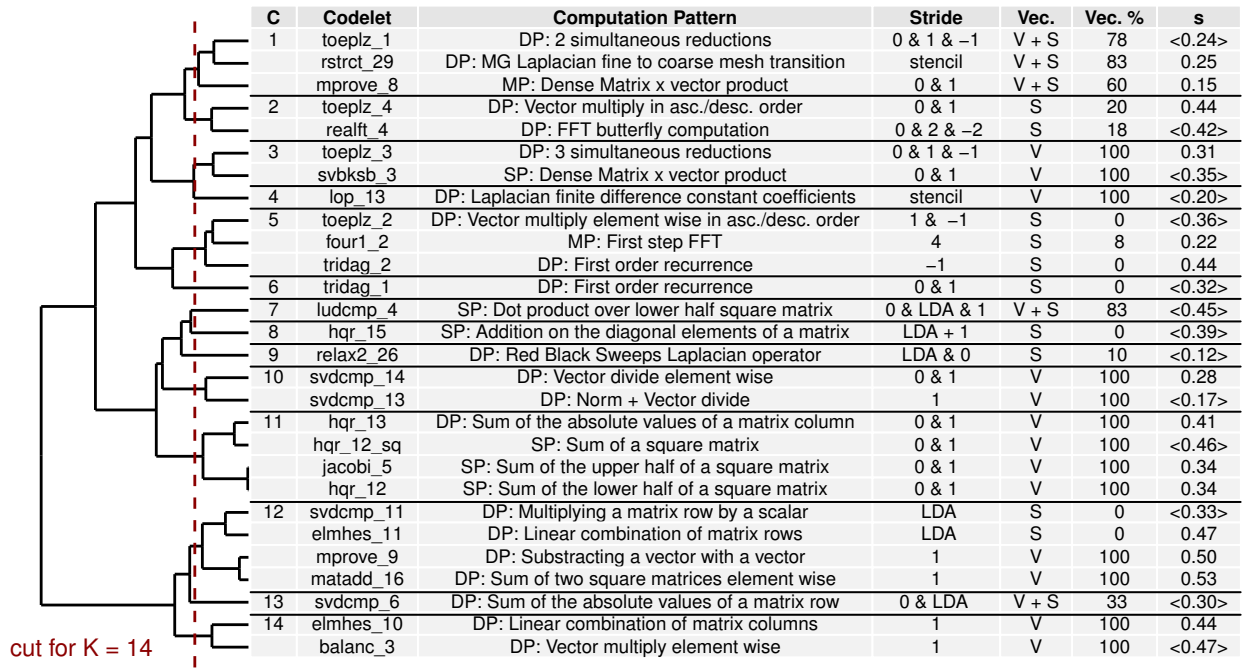 C Codelet Computation Pattern Stride Vec. Vec. % s
1 toeplz_1 DP: 2 simultaneous reductions 0 & 1 & −1 V + S 78 <0.24>
rstrct_29 DP: MG Laplacian fine to coarse mesh transition stencil V + S 83 0.25
mprove_8 MP: Dense Matrix x vector product 0 & 1 V + S 60 0.15
2 toeplz_4 DP: Vector multiply in asc./desc. order 0 & 1 S 20 0.44
realft_4 DP: FFT butterfly computation 0 & 2 & −2 S 18 <0.42>
3 toeplz_3 DP: 3 simultaneous reductions 0 & 1 & −1 V 100 0.31
svbksb_3 SP: Dense Matrix x vector product 0 & 1 V 100 <0.35>
4 lop_13 DP: Laplacian finite difference constant coefficients stencil V 100 <0.20>
5 toeplz_2 DP: Vector multiply element wise in asc./desc. order 1 & −1 S 0 <0.36>
four1_2 MP: First step FFT 4 S 8 0.22
tridag_2 DP: First order recurrence −1 S 0 0.44
6 tridag_1 DP: First order recurrence 0 & 1 S 0 <0.32>
7 ludcmp_4 SP: Dot product over lower half square matrix 0 & LDA & 1 V + S 83 <0.45>
8 hqr_15 SP: Addition on the diagonal elements of a matrix LDA + 1 S 0 <0.39>
9 relax2_26 DP: Red Black Sweeps Laplacian operator LDA & 0 S 10 <0.12>
10 svdcmp_14 DP: Vector divide element wise 0 & 1 V 100 0.28
svdcmp_13 DP: Norm + Vector divide 1 V 100 <0.17>
11 hqr_13 DP: Sum of the absolute values of a matrix column 0 & 1 V 100 0.41
hqr_12_sq SP: Sum of a square matrix 0 & 1 V 100 <0.46>
jacobi_5 SP: Sum of the upper half of a square matrix 0 & 1 V 100 0.34
hqr_12 SP: Sum of the lower half of a square matrix 0 & 1 V 100 0.34
12 svdcmp_11 DP: Multiplying a matrix row by a scalar LDA S 0 <0.33>
elmhes_11 DP: Linear combination of matrix rows LDA S 0 0.47
mprove_9 DP: Substracting a vector with a vector 1 V 100 0.50
matadd_16 DP: Sum of two square matrices element wise 1 V 100 0.53
13 svdcmp_6 DP: Sum of the absolute values of a matrix row 0 & LDA V + S 33 <0.30>
14 elmhes_10 DP: Linear combination of matrix columns 1 V 100 0.44
balanc_3 DP: Vector multiply element wise 1 V 100 <0.47>
cut for K = 14